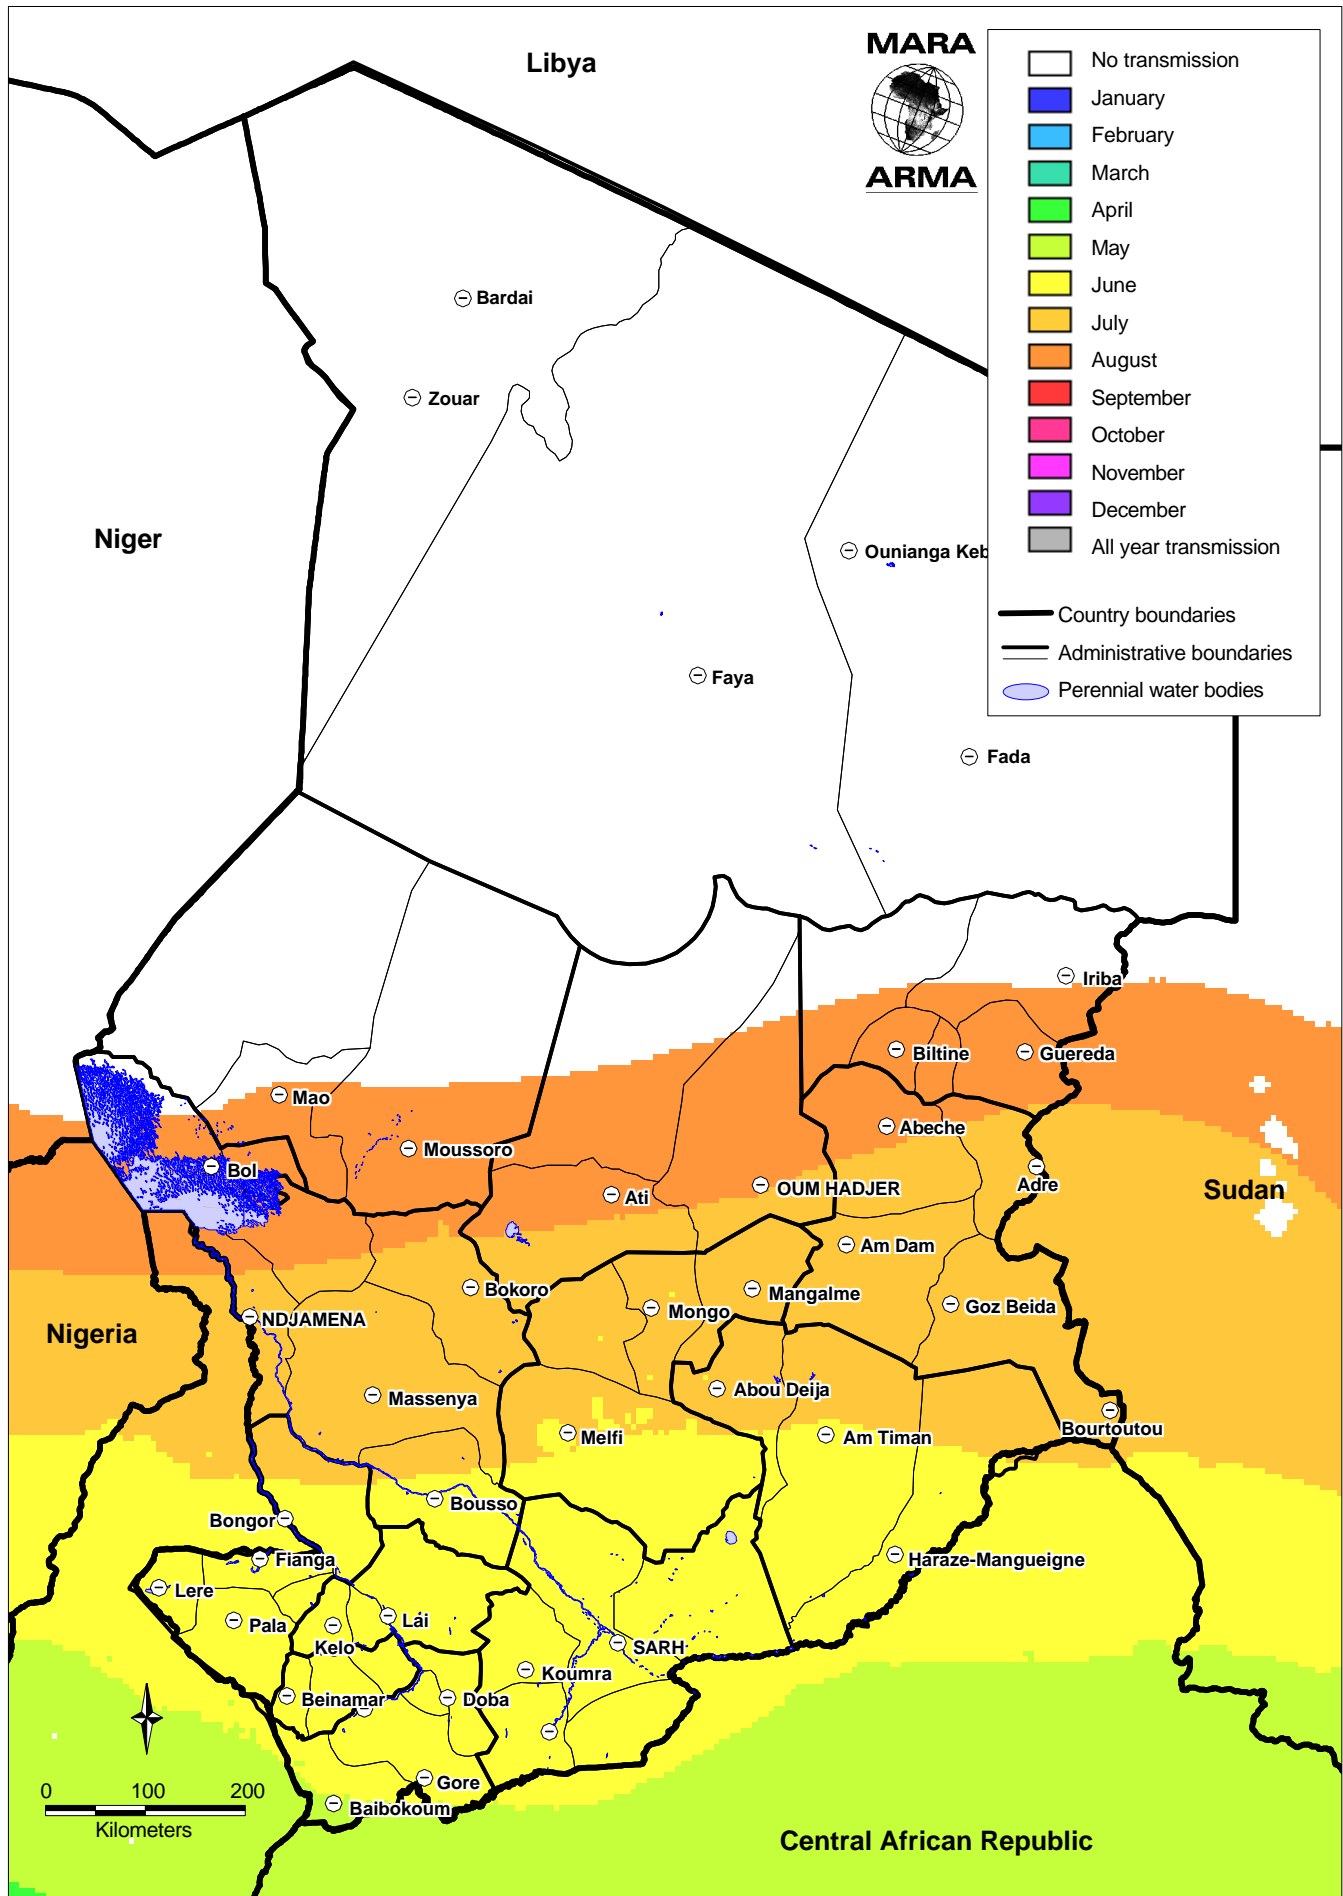 Libya
MARA
ARMA
No transmission
January
February
March
April
May
June
July
August
September
October
November
December
All year transmission
Country boundaries
Administrative boundaries
Perennial water bodies
Bardai
Zouar
Niger
Ounianga Keb
Faya
Fada
Iriba
Biltine
Guereda
Mao
Abeche
Moussoro
Bol
Adre
OUM HADJER
Ati
Sudan
Am Dam
Bokoro
Mangalme
Goz Beida
Mongo
NDJAMENA
Nigeria
Massenya
Abou Deija
Bourtoutou
Melfi
Am Timan
Bousso
Bongor
Fianga
Haraze-Mangueigne
Lere
Pala
Lái
Kelo
SARH
Koumra
Beinamar
Doba
Gore
0 100 200
Baibokoum
Kilometers
Central African Republic